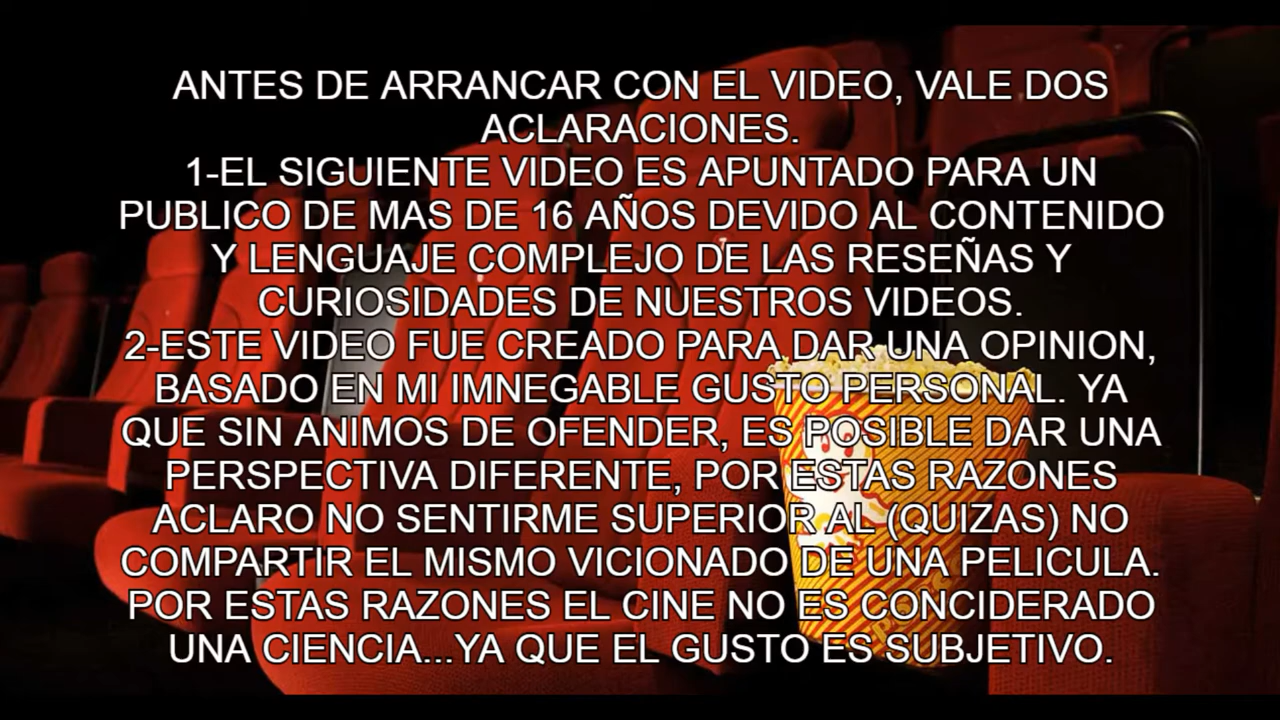 ANTES DE ARRANCAR CON EL VIDEO, VALE DOS
ACLARACIONES.
1-EL SIGUIENTE VIDEO ES APUNTADO PARA UN
PUBLICO DE MAS DE 16 AÑOS DEVIDO AL CONTENIDO
Y LENGUAJE COMPLEJO DE LAS RESEÑAS Y
CURIOSIDADES DE NUESTROS VIDEOS.
2-ESTE VIDEO FUE CREADO PARA DAR UNA OPINION,
BASADO EN MI IMNEGABLE GUSTO PERSONAL. YA
QUE SIN ANIMOS DE OFENDER, ES POSIBLE DAR UNA
PERSPECTIVA DIFERENTE, POR ESTAS RAZONES
ACLARO NO SENTIRME SUPERIOR AL (QUIZAS) NO
COMPARTIR EL MISMO VICIONADO DE UNA PELICULA.
POR ESTAS RAZONES EL CINE NO ES CONCIDERADO
UNA CIENCIA...YA QUE EL GUSTO ES SUBJETIVO.